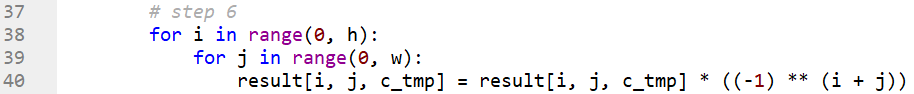 37 # step 6
38 for i in range(0, h):
39 for j in range(0, w):
40 result[i, j, c_tmp] = result[i, j, c_tmp] * ((-1) ** (i + j))